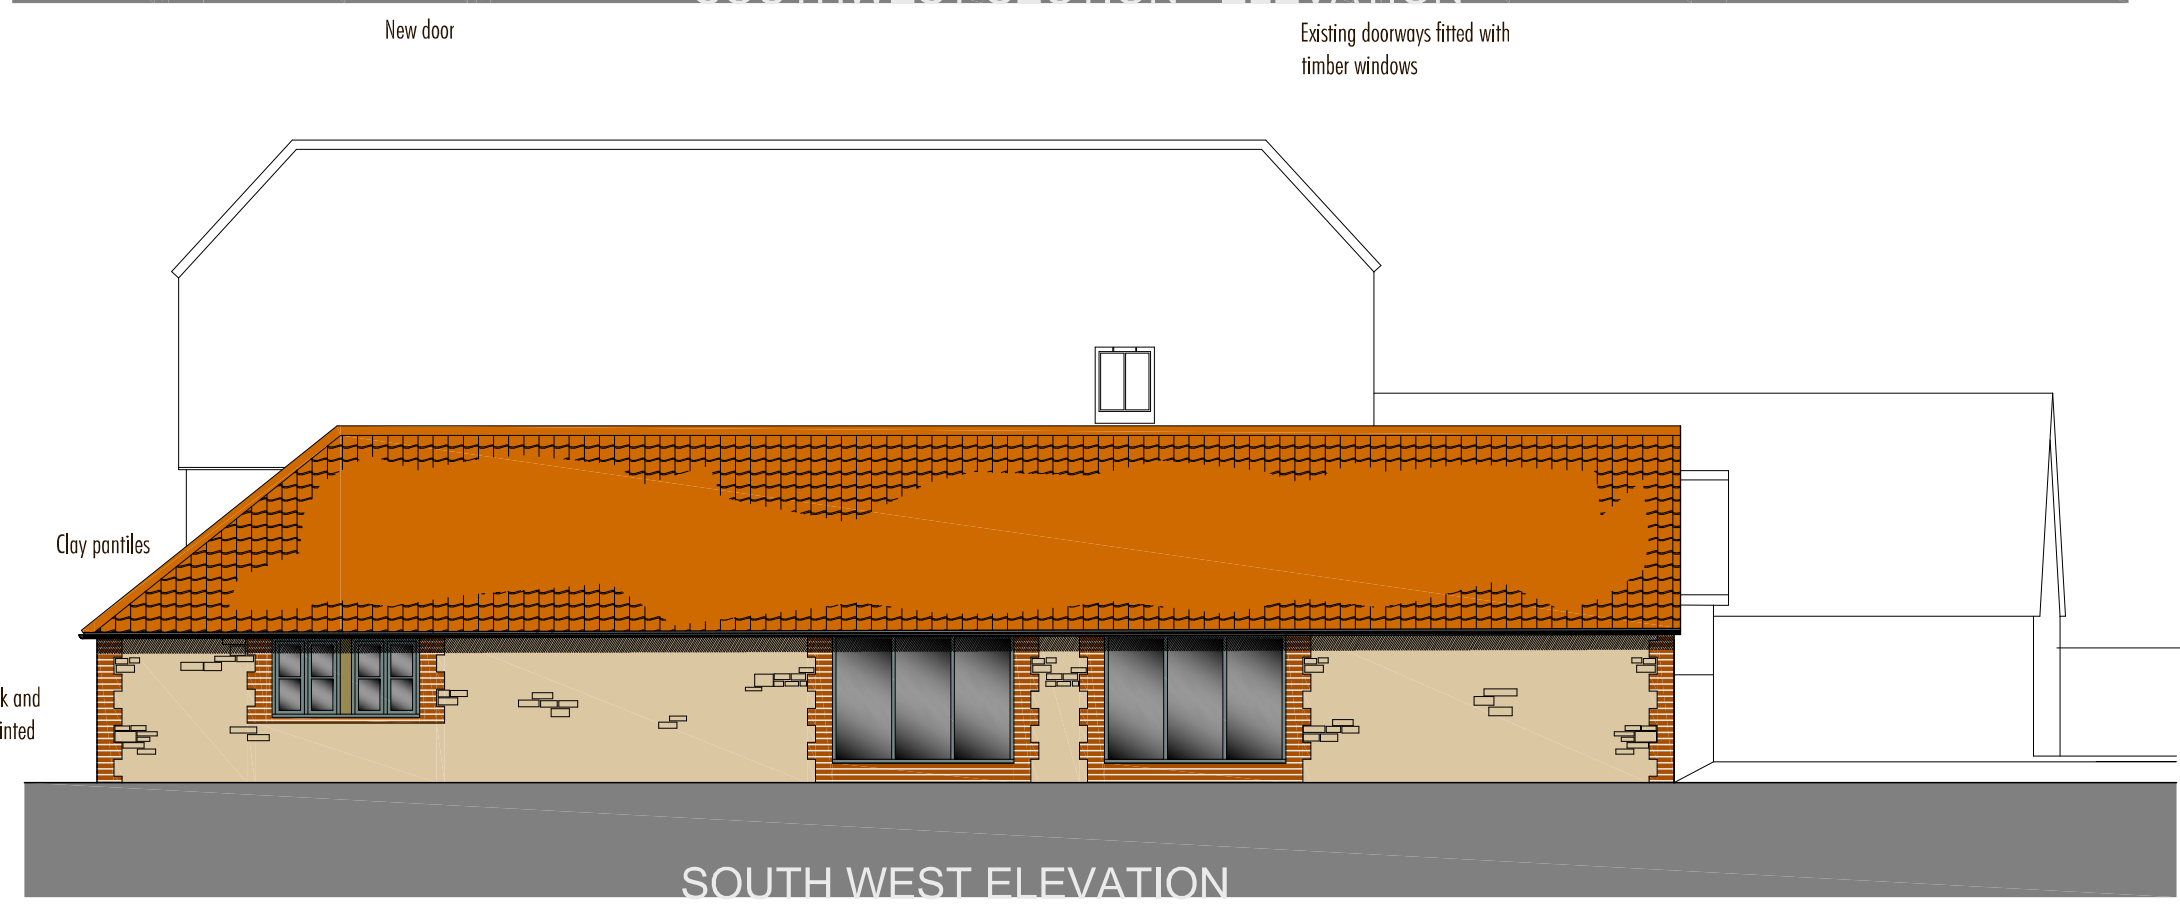 New door
Existing doorways fitted with
timber windows
Clay pantiles
k and
inted
SOUTH WEST ELEVATION